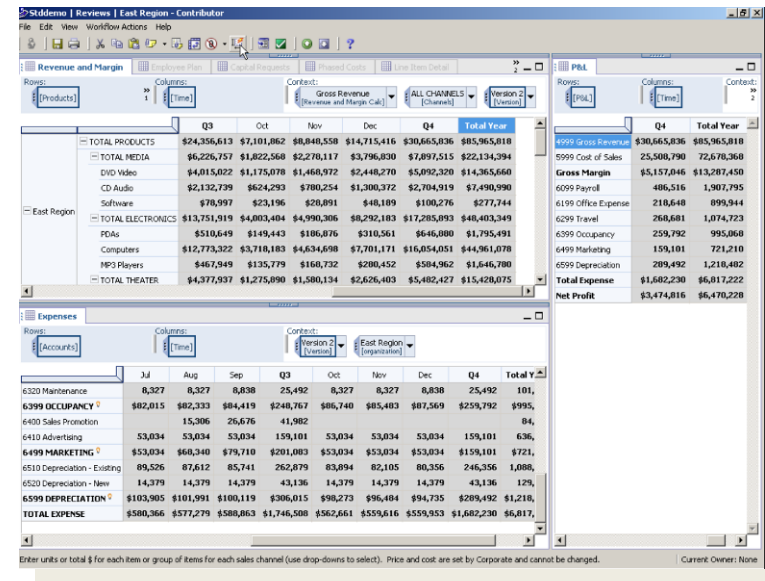 Stddemo | Reviews | East Region - Contributor
File Edit View Workflow Actions Help
Revenue and Margin Employee Plan Capital Requests Phased Costs Line Item Detail » 2
Rows: Columns: Context:
[Products] » 1 [Time] Gross Revenue [Revenue and Margin Calc] ALL CHANNELS [Channels] Version 2 [Version]
Q3 Oct Nov Dec Q4 Total Year
East Region
TOTAL PRODUCTS $24,356,613 $7,101,862 $8,848,558 $14,715,416 $30,665,836 $85,965,818
TOTAL MEDIA $6,226,757 $1,822,568 $2,278,117 $3,796,830 $7,897,515 $22,134,394
DVD Video $4,015,022 $1,175,078 $1,468,972 $2,448,270 $5,092,320 $14,365,660
CD Audio $2,132,739 $624,293 $780,254 $1,300,372 $2,704,919 $7,490,990
Software $78,997 $23,196 $28,891 $48,189 $100,276 $277,744
TOTAL ELECTRONICS $13,751,919 $4,003,404 $4,990,306 $8,292,183 $17,285,893 $48,403,349
PDAs $510,649 $149,443 $186,876 $310,561 $646,880 $1,795,491
Computers $12,773,322 $3,718,183 $4,634,698 $7,701,171 $16,054,051 $44,961,078
MP3 Players $467,949 $135,779 $168,732 $280,452 $584,962 $1,646,780
TOTAL THEATER $4,377,937 $1,275,890 $1,580,134 $2,626,403 $5,482,427 $15,428,075
P&L
Rows: Columns: Context:
[P&L] [Time] » 2
Q4 Total Year
4999 Gross Revenue $30,665,836 $85,965,818
5999 Cost of Sales 25,508,790 72,678,368
Gross Margin $5,157,046 $13,287,450
6099 Payroll 486,516 1,907,795
6199 Office Expense 218,648 899,944
6299 Travel 268,681 1,074,723
6399 Occupancy 259,792 995,068
6499 Marketing 159,101 721,210
6599 Depreciation 289,492 1,218,482
Total Expense $1,682,230 $6,817,222
Net Profit $3,474,816 $6,470,228
Expenses
Rows: Columns: Context:
[Accounts] [Time] Version 2 [Version] East Region [organization]
Jul Aug Sep Q3 Oct Nov Dec Q4 Total Y
6320 Maintenance 8,327 8,327 8,838 25,492 8,327 8,327 8,838 25,492 101,
6399 OCCUPANCY $82,015 $82,333 $84,419 $248,767 $86,740 $85,483 $87,569 $259,792 $995,
6400 Sales Promotion 15,306 26,676 41,982 84,
6410 Advertising 53,034 53,034 53,034 159,101 53,034 53,034 53,034 159,101 636,
6499 MARKETING $53,034 $68,340 $79,710 $201,083 $53,034 $53,034 $53,034 $159,101 $721,
6510 Depreciation - Existing 89,526 87,612 85,741 262,879 83,894 82,105 80,356 246,356 1,088,
6520 Depreciation - New 14,379 14,379 14,379 43,136 14,379 14,379 14,379 43,136 129,
6599 DEPRECIATION $103,905 $101,991 $100,119 $306,015 $98,273 $96,484 $94,735 $289,492 $1,218,
TOTAL EXPENSE $580,366 $577,279 $588,863 $1,746,508 $562,661 $559,616 $559,953 $1,682,230 $6,817,
Enter units or total $ for each item or group of items for each sales channel (use drop-downs to select). Price and cost are set by Corporate and cannot be changed. Current Owner: None